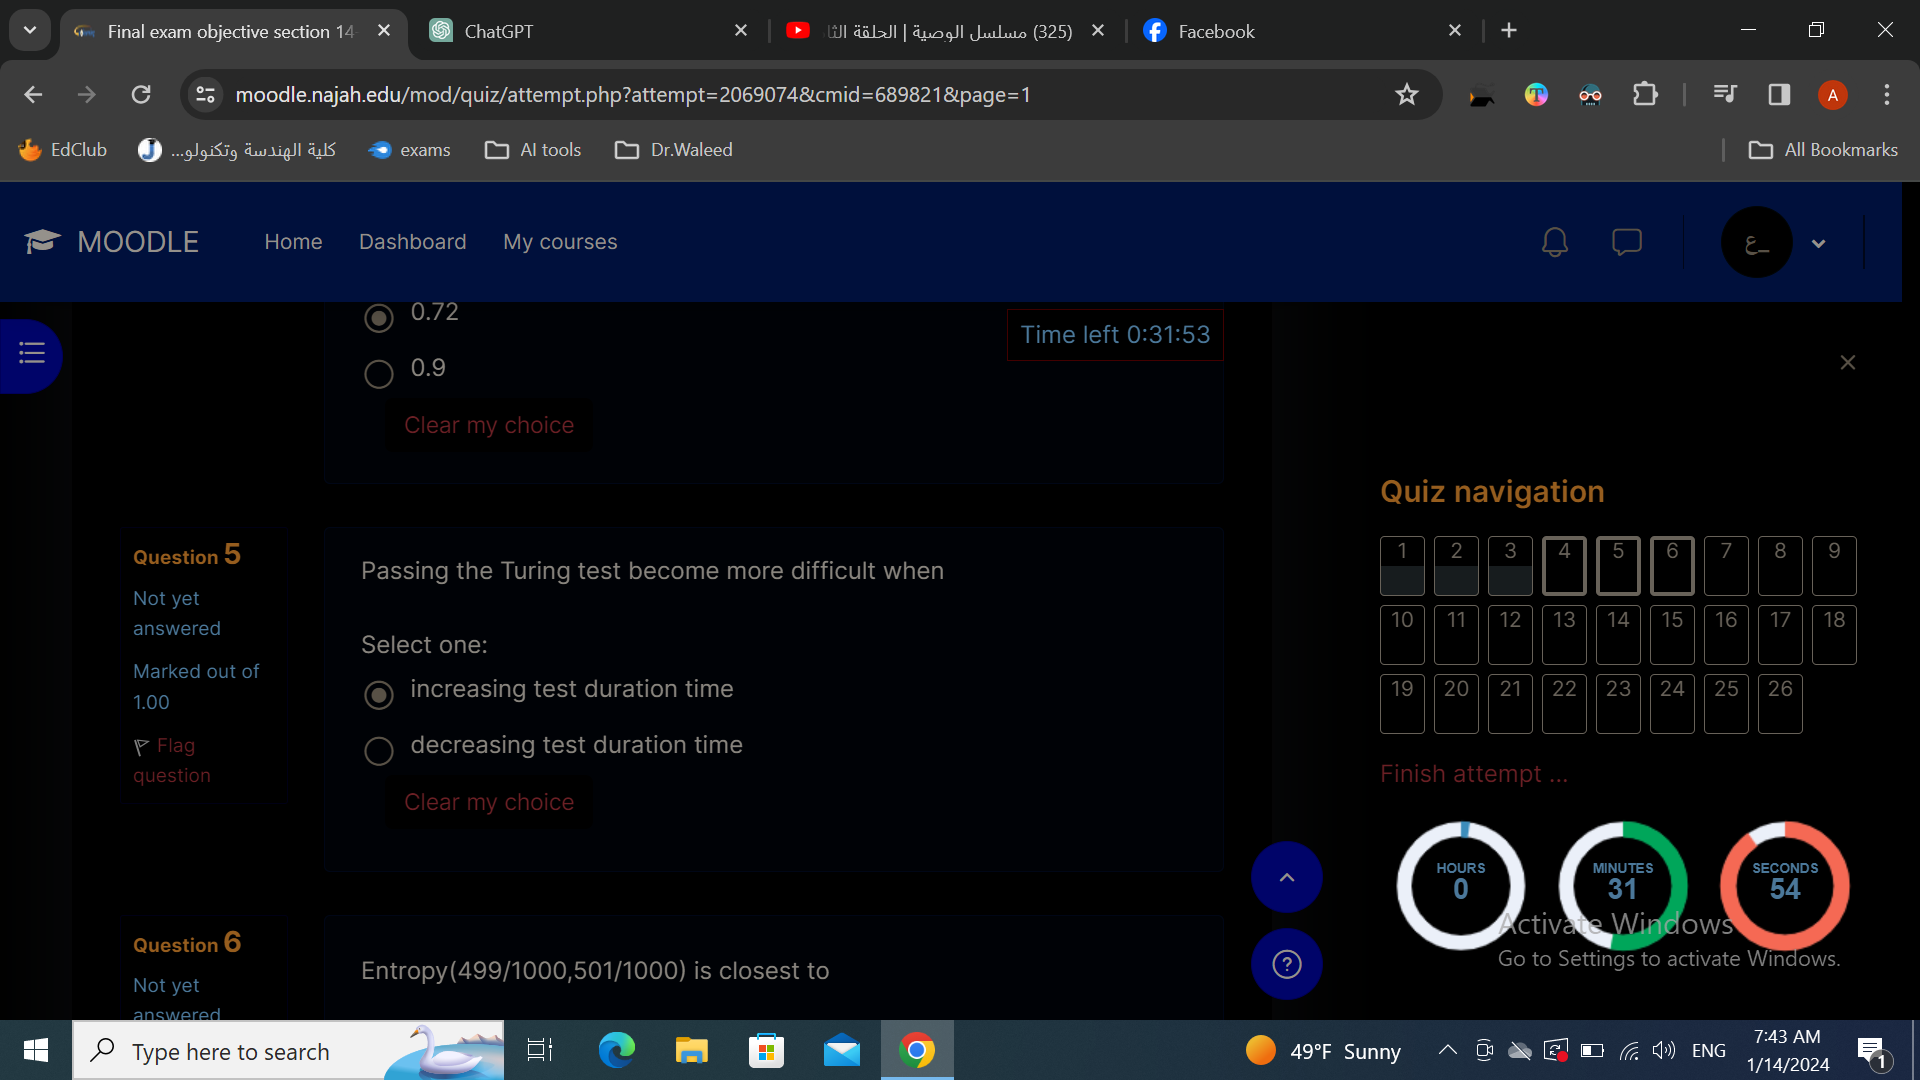 Final exam objective section 14
ChatGPT
(325) مسلسل الوصية | الحلقة الثا
Facebook
moodle.najah.edu/mod/quiz/attempt.php?attempt=2069074&cmid=689821&page=1
A
EdClub
كلية الهندسة وتكنولو...
exams
AI tools
Dr.Waleed
All Bookmarks
MOODLE
Home
Dashboard
My courses
ع_
0.72
Time left 0:31:53
0.9
Clear my choice
Question 5
Not yet
answered
Marked out of
1.00
Flag
question
Passing the Turing test become more difficult when
Select one:
increasing test duration time
decreasing test duration time
Clear my choice
Question 6
Not yet
answered
Entropy(499/1000,501/1000) is closest to
Quiz navigation
1 2 3 4 5 6 7 8 9
10 11 12 13 14 15 16 17 18
19 20 21 22 23 24 25 26
Finish attempt ...
HOURS
0
MINUTES
31
SECONDS
54
Activate Windows
Go to Settings to activate Windows.
Type here to search
49°F Sunny
ENG
7:43 AM
1/14/2024
1